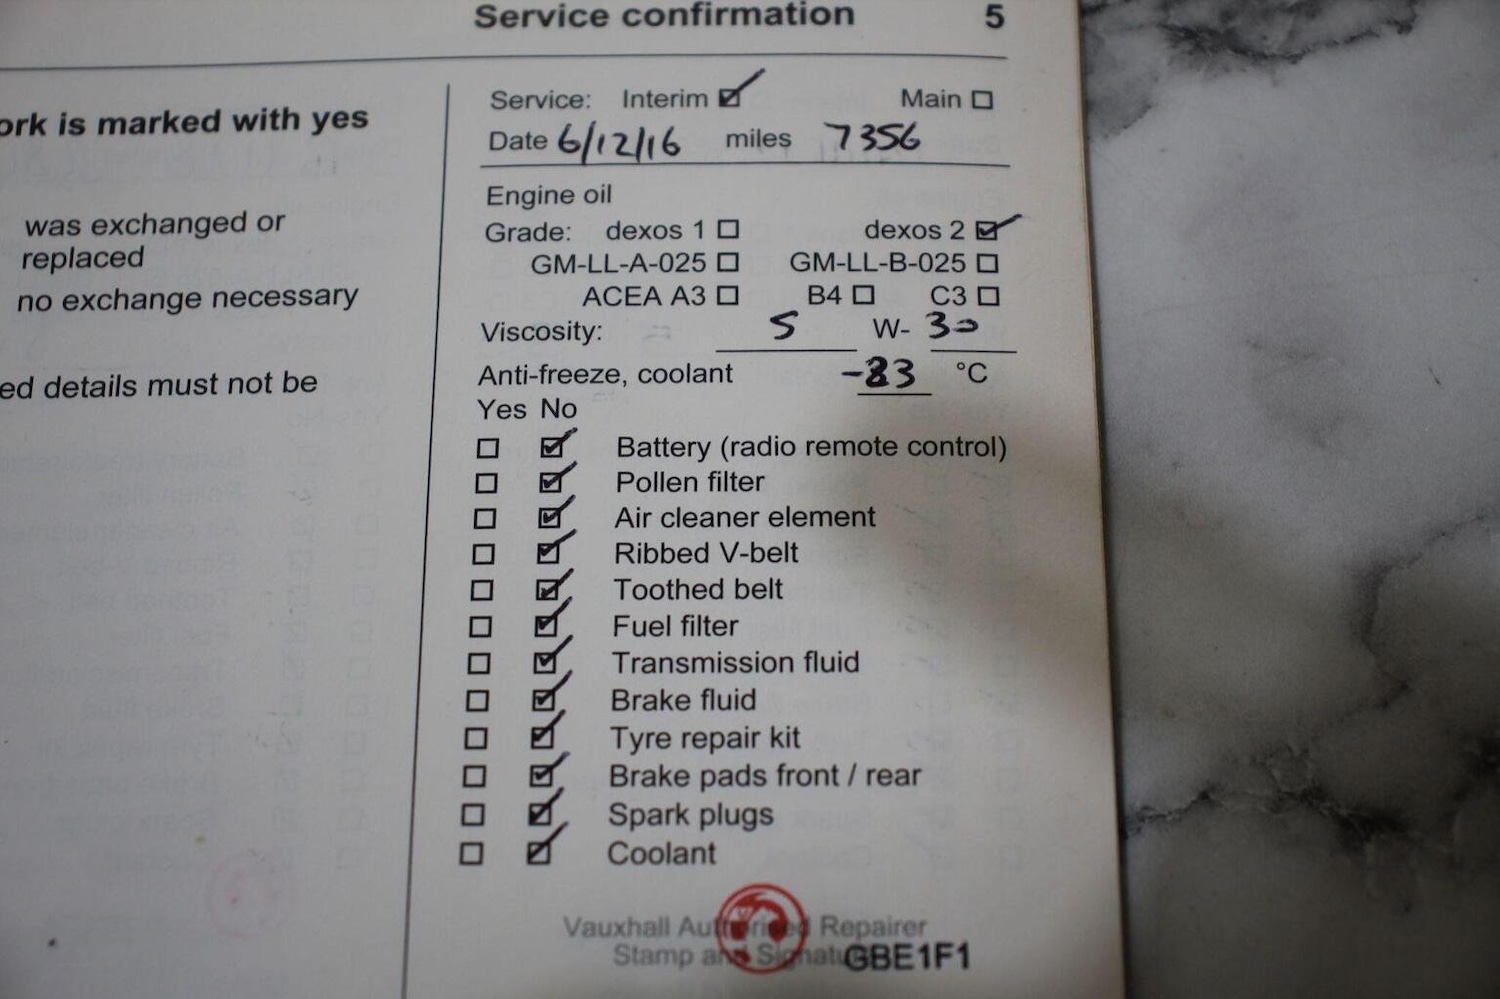 Service confirmation 5
ork is marked with yes
was exchanged or
replaced
no exchange necessary
ed details must not be
Service: Interim Main
Date 6/12/16 miles 7356
Engine oil
Grade: dexos 1 dexos 2
GM-LL-A-025 GM-LL-B-025
ACEA A3 B4 C3
Viscosity: 5 W- 30
Anti-freeze, coolant -33 °C
Yes No
Battery (radio remote control)
Pollen filter
Air cleaner element
Ribbed V-belt
Toothed belt
Fuel filter
Transmission fluid
Brake fluid
Tyre repair kit
Brake pads front / rear
Spark plugs
Coolant
Vauxhall Authorised Repairer
Stamp and Signature GBE1F1